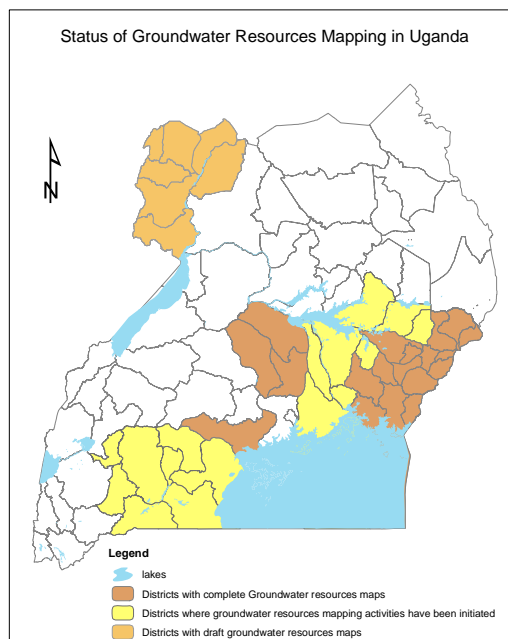 Status of Groundwater Resources Mapping in Uganda
N
Legend
lakes
Districts with complete Groundwater resources maps
Districts where groundwater resources mapping activities have been initiated
Districts with draft groundwater resources maps